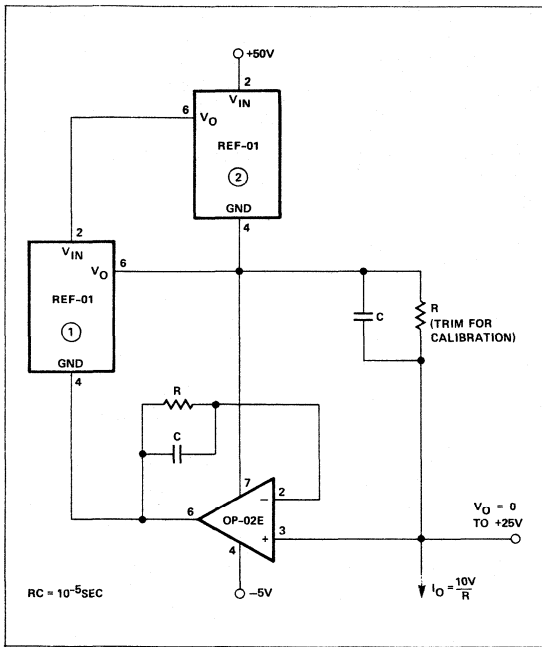 +50V
2
VIN
6
VO
REF-01
2
GND
4
2
VIN
VO
6
REF-01
1
GND
4
C
R
(TRIM FOR
CALIBRATION)
R
C
7
2
−
6
OP-02E
+
3
4
−5V
VO = 0
TO +25V
IO = 10V
R
RC = 10⁻⁵SEC